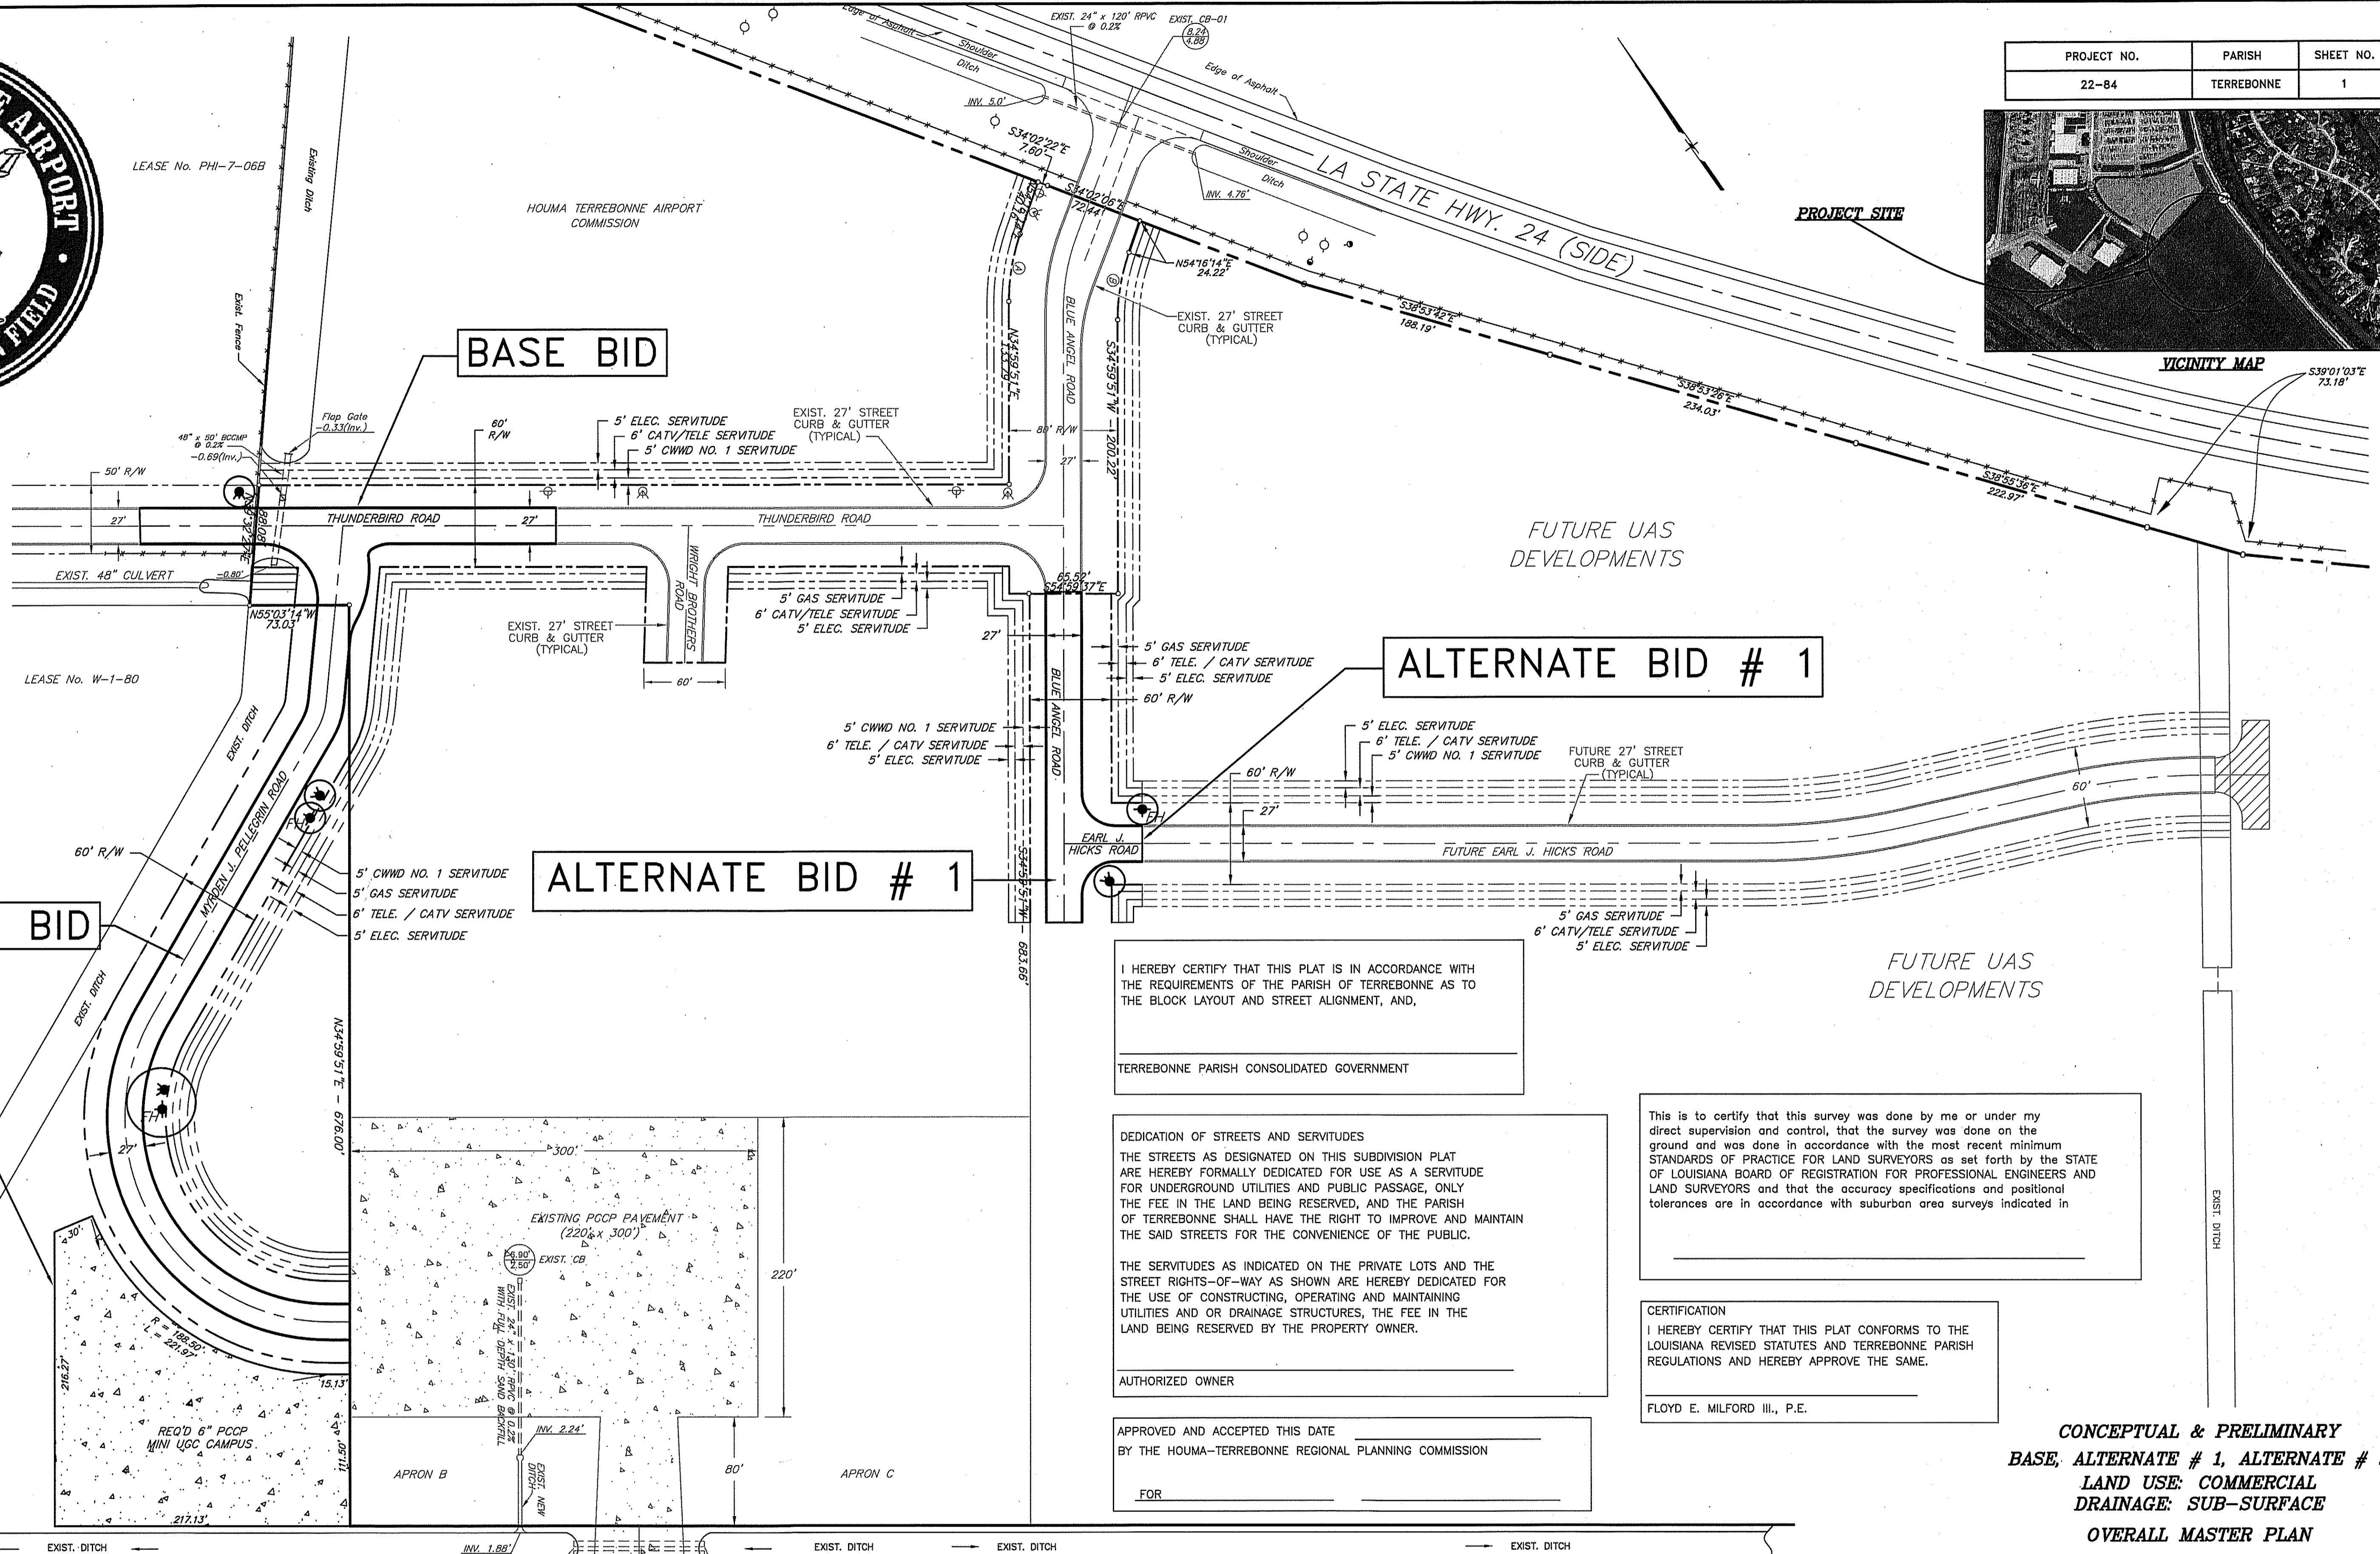 EXIST. 24" x 120' RPVC
@ 0.2%
EXIST. CB-01
8.24
4.88
Edge of Asphalt
Shoulder
Ditch
Edge of Asphalt
INV. 5.0'
Shoulder
Ditch
INV. 4.76'
LA STATE HWY. 24 (SIDE)
PROJECT NO.
PARISH
SHEET NO.
22-84
TERREBONNE
1
PROJECT SITE
VICINITY MAP
S39°01'03"E
73.18'
AIRPORT
FIELD
LEASE No. PHI-7-06B
Existing Ditch
Exist. Fence
HOUMA TERREBONNE AIRPORT
COMMISSION
S34°02'22"E
7.60'
S34°02'06"E
72.44'
N54°16'14"E
24.22'
A
B
S38°53'42"E
188.19'
S38°53'26"E
234.03'
S38°55'36"E
222.97'
EXIST. 27' STREET
CURB & GUTTER
(TYPICAL)
BLUE ANGEL ROAD
N34°59'51"E
133.79'
S34°59'51"W - 200.22'
80' R/W
27'
BASE BID
Flap Gate
-0.33(Inv.)
48" x 50' BCCMP
@ 0.2%
-0.69(Inv.)
60'
R/W
5' ELEC. SERVITUDE
6' CATV/TELE SERVITUDE
5' CWWD NO. 1 SERVITUDE
EXIST. 27' STREET
CURB & GUTTER
(TYPICAL)
50' R/W
27'
88.08'
THUNDERBIRD ROAD
27'
THUNDERBIRD ROAD
EXIST. 48" CULVERT
-0.80'
N55°03'14"W
73.03'
WRIGHT BROTHERS
ROAD
EXIST. 27' STREET
CURB & GUTTER
(TYPICAL)
60'
5' GAS SERVITUDE
6' CATV/TELE SERVITUDE
5' ELEC. SERVITUDE
65.52'
S54°59'37"E
27'
FUTURE UAS
DEVELOPMENTS
LEASE No. W-1-80
5' GAS SERVITUDE
6' TELE. / CATV SERVITUDE
5' ELEC. SERVITUDE
60' R/W
ALTERNATE BID # 1
BLUE ANGEL ROAD
5' CWWD NO. 1 SERVITUDE
6' TELE. / CATV SERVITUDE
5' ELEC. SERVITUDE
EXIST. DITCH
MYRDEN J. PELLEGRIN ROAD
FH
60' R/W
27'
5' ELEC. SERVITUDE
6' TELE. / CATV SERVITUDE
5' CWWD NO. 1 SERVITUDE
FUTURE 27' STREET
CURB & GUTTER
(TYPICAL)
60'
FH
EARL J.
HICKS ROAD
FUTURE EARL J. HICKS ROAD
60' R/W
5' CWWD NO. 1 SERVITUDE
5' GAS SERVITUDE
6' TELE. / CATV SERVITUDE
5' ELEC. SERVITUDE
ALTERNATE BID # 1
S34°59'51"W - 683.66'
5' GAS SERVITUDE
6' CATV/TELE SERVITUDE
5' ELEC. SERVITUDE
BID
EXIST. DITCH
FH
27'
N34°59'51"E - 676.00'
FUTURE UAS
DEVELOPMENTS
I HEREBY CERTIFY THAT THIS PLAT IS IN ACCORDANCE WITH
THE REQUIREMENTS OF THE PARISH OF TERREBONNE AS TO
THE BLOCK LAYOUT AND STREET ALIGNMENT, AND,
TERREBONNE PARISH CONSOLIDATED GOVERNMENT
DEDICATION OF STREETS AND SERVITUDES
THE STREETS AS DESIGNATED ON THIS SUBDIVISION PLAT
ARE HEREBY FORMALLY DEDICATED FOR USE AS A SERVITUDE
FOR UNDERGROUND UTILITIES AND PUBLIC PASSAGE, ONLY
THE FEE IN THE LAND BEING RESERVED, AND THE PARISH
OF TERREBONNE SHALL HAVE THE RIGHT TO IMPROVE AND MAINTAIN
THE SAID STREETS FOR THE CONVENIENCE OF THE PUBLIC.
THE SERVITUDES AS INDICATED ON THE PRIVATE LOTS AND THE
STREET RIGHTS-OF-WAY AS SHOWN ARE HEREBY DEDICATED FOR
THE USE OF CONSTRUCTING, OPERATING AND MAINTAINING
UTILITIES AND OR DRAINAGE STRUCTURES, THE FEE IN THE
LAND BEING RESERVED BY THE PROPERTY OWNER.
AUTHORIZED OWNER
APPROVED AND ACCEPTED THIS DATE
BY THE HOUMA-TERREBONNE REGIONAL PLANNING COMMISSION
FOR
This is to certify that this survey was done by me or under my
direct supervision and control, that the survey was done on the
ground and was done in accordance with the most recent minimum
STANDARDS OF PRACTICE FOR LAND SURVEYORS as set forth by the STATE
OF LOUISIANA BOARD OF REGISTRATION FOR PROFESSIONAL ENGINEERS AND
LAND SURVEYORS and that the accuracy specifications and positional
tolerances are in accordance with suburban area surveys indicated in
CERTIFICATION
I HEREBY CERTIFY THAT THIS PLAT CONFORMS TO THE
LOUISIANA REVISED STATUTES AND TERREBONNE PARISH
REGULATIONS AND HEREBY APPROVE THE SAME.
FLOYD E. MILFORD III., P.E.
EXIST. DITCH
300'
EXISTING PCCP PAVEMENT
(220' x 300')
6.90'
2.50'
EXIST. CB
EXIST. 24" x 130' RPVC @ 0.2%
WITH FULL DEPTH SAND BACKFILL
220'
30'
R = 188.50'
L = 221.97'
216.27'
15.13'
REQ'D 6" PCCP
MINI UGC CAMPUS
111.50'
217.13'
INV. 2.24'
EXIST. NEW
DITCH
APRON B
80'
APRON C
CONCEPTUAL & PRELIMINARY
BASE, ALTERNATE # 1, ALTERNATE #
LAND USE: COMMERCIAL
DRAINAGE: SUB-SURFACE
OVERALL MASTER PLAN
EXIST. DITCH
INV. 1.88'
EXIST. DITCH
EXIST. DITCH
EXIST. DITCH